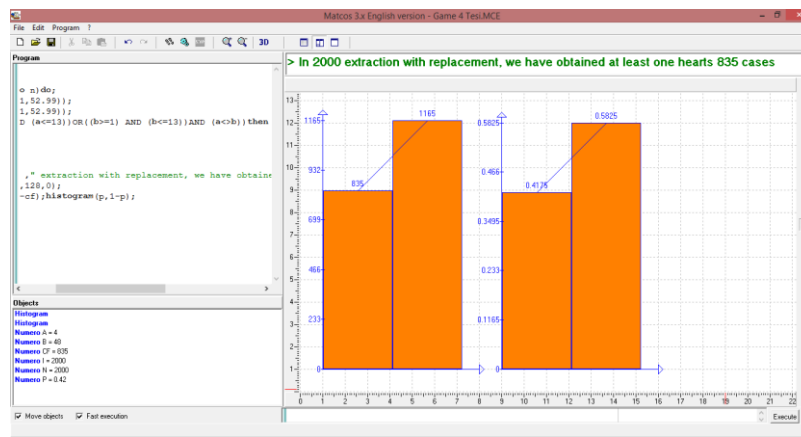 Matcos 3.x English version - Game 4 Tesi.MCE
File Edit Program ?
3D
Program
o n)do;
1,52.99));
1,52.99));
D (a<=13))OR((b>=1) AND (b<=13))AND (a<>b))then
," extraction with replacement, we have obtaine
,128,0);
-cf);histogram(p,1-p);
Objects
Histogram
Histogram
Numero A = 4
Numero B = 48
Numero CF = 835
Numero I = 2000
Numero N = 2000
Numero P = 0.42
Move objects Fast execution
> In 2000 extraction with replacement, we have obtained at least one hearts 835 cases
13
12
11
10
9
8
7
6
5
4
3
2
1
1165
932
699
466
233
0
835
1165
0.5825
0.466
0.3495
0.233
0.1165
0
0.4175
0.5825
0 1 2 3 4 5 6 7 8 9 10 11 12 13 14 15 16 17 18 19 20 21 22
Execute